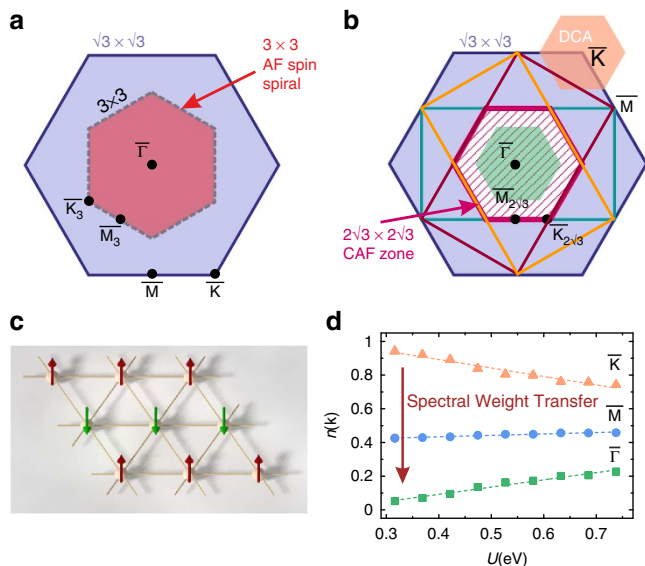 a
√3 × √3
3 × 3
AF spin
spiral
3×3
Γ̅
K̅₃
M̅₃
M̅
K̅
b
√3 × √3
DCA
K̅
M̅
Γ̅
M̅₂√₃
K̅₂√₃
2√3 × 2√3
CAF zone
c
d
1
0.8
0.6
0.4
0.2
0
n(k)
K̅
Spectral Weight Transfer
M̅
Γ̅
0.3
0.4
0.5
0.6
0.7
U(eV)